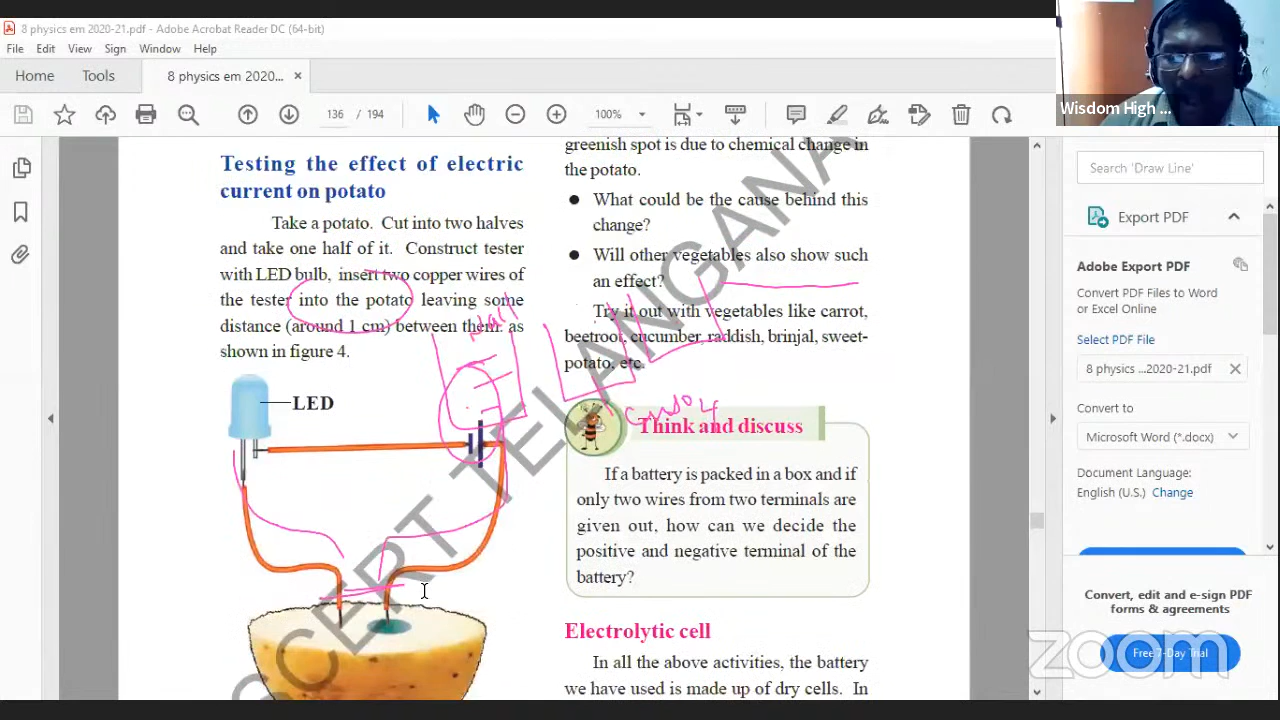 8 physics em 2020-21.pdf - Adobe Acrobat Reader DC (64-bit)
File Edit View Sign Window Help
Home Tools 8 physics em 2020... ×
136 / 194 100%
Wisdom High ...
Testing the effect of electric
current on potato
Take a potato. Cut into two halves
and take one half of it. Construct tester
with LED bulb, insert two copper wires of
the tester into the potato leaving some
distance (around 1 cm) between them. as
shown in figure 4.
LED
Nail
greenish spot is due to chemical change in
the potato.
● What could be the cause behind this
change?
● Will other vegetables also show such
an effect?
Try it out with vegetables like carrot,
beetroot, cucumber, raddish, brinjal, sweet-
potato, etc.
Think and discuss
If a battery is packed in a box and if
only two wires from two terminals are
given out, how can we decide the
positive and negative terminal of the
battery?
Electrolytic cell
In all the above activities, the battery
we have used is made up of dry cells. In
SCERT TELANGANA
Search 'Draw Line'
Export PDF
Adobe Export PDF
Convert PDF Files to Word
or Excel Online
Select PDF File
8 physics ...2020-21.pdf
Convert to
Microsoft Word (*.docx)
Document Language:
English (U.S.) Change
Convert, edit and e-sign PDF
forms & agreements
Free 7-Day Trial
zoom